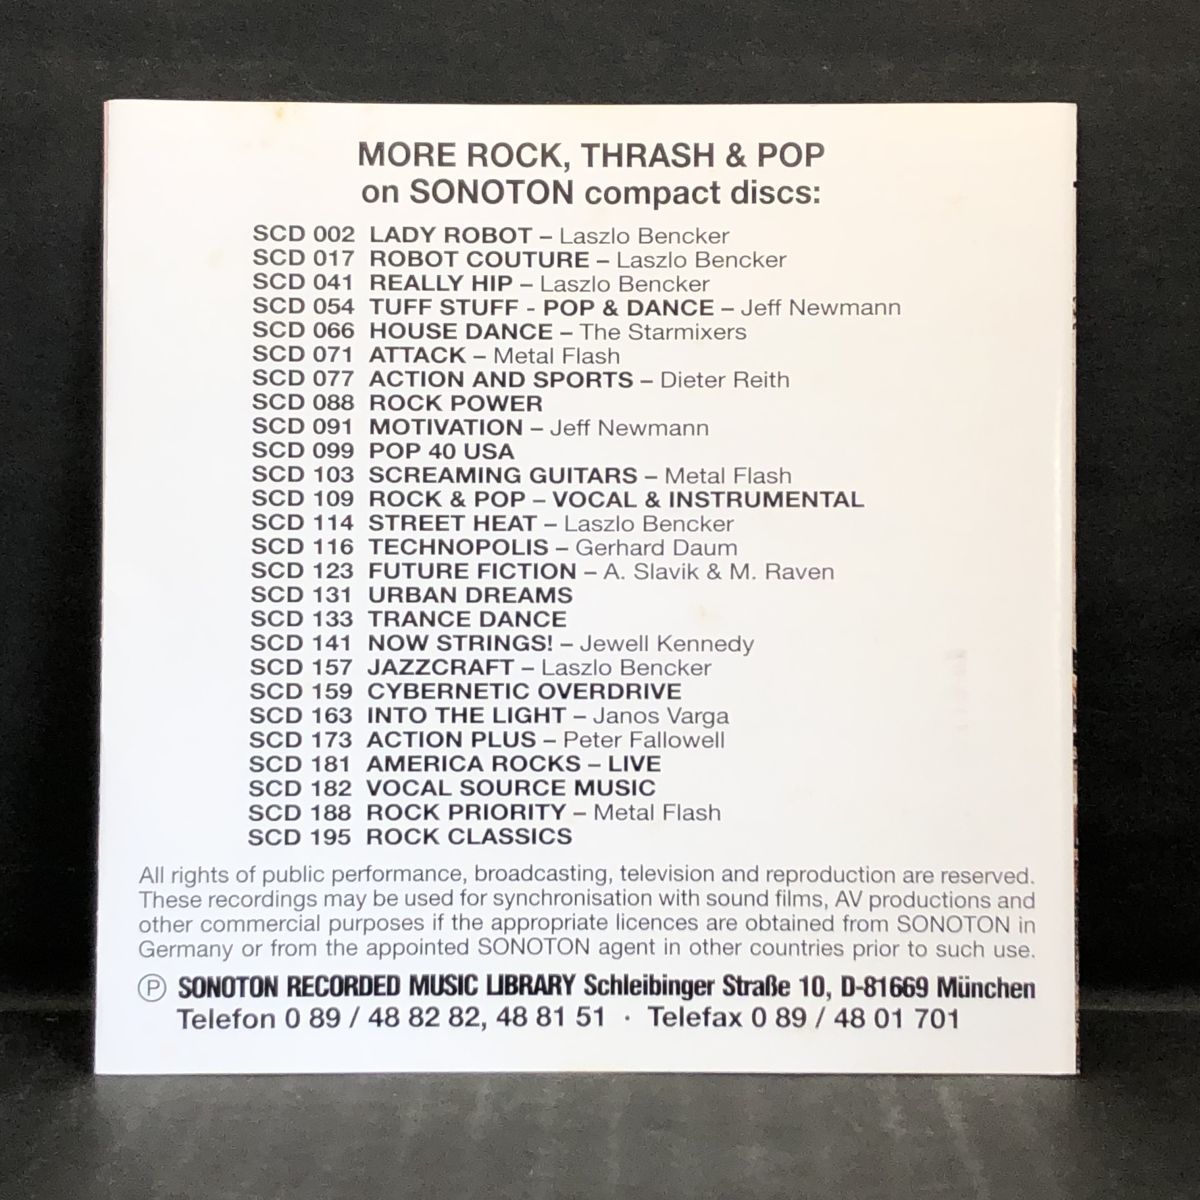 MORE ROCK, THRASH & POP
on SONOTON compact discs:
SCD 002 LADY ROBOT – Laszlo Bencker
SCD 017 ROBOT COUTURE – Laszlo Bencker
SCD 041 REALLY HIP – Laszlo Bencker
SCD 054 TUFF STUFF - POP & DANCE – Jeff Newmann
SCD 066 HOUSE DANCE – The Starmixers
SCD 071 ATTACK – Metal Flash
SCD 077 ACTION AND SPORTS – Dieter Reith
SCD 088 ROCK POWER
SCD 091 MOTIVATION – Jeff Newmann
SCD 099 POP 40 USA
SCD 103 SCREAMING GUITARS – Metal Flash
SCD 109 ROCK & POP – VOCAL & INSTRUMENTAL
SCD 114 STREET HEAT – Laszlo Bencker
SCD 116 TECHNOPOLIS – Gerhard Daum
SCD 123 FUTURE FICTION – A. Slavik & M. Raven
SCD 131 URBAN DREAMS
SCD 133 TRANCE DANCE
SCD 141 NOW STRINGS! – Jewell Kennedy
SCD 157 JAZZCRAFT – Laszlo Bencker
SCD 159 CYBERNETIC OVERDRIVE
SCD 163 INTO THE LIGHT – Janos Varga
SCD 173 ACTION PLUS – Peter Fallowell
SCD 181 AMERICA ROCKS – LIVE
SCD 182 VOCAL SOURCE MUSIC
SCD 188 ROCK PRIORITY – Metal Flash
SCD 195 ROCK CLASSICS
All rights of public performance, broadcasting, television and reproduction are reserved.
These recordings may be used for synchronisation with sound films, AV productions and
other commercial purposes if the appropriate licences are obtained from SONOTON in
Germany or from the appointed SONOTON agent in other countries prior to such use.
℗ SONOTON RECORDED MUSIC LIBRARY Schleibinger Straße 10, D-81669 München
Telefon 0 89 / 48 82 82, 48 81 51 · Telefax 0 89 / 48 01 701